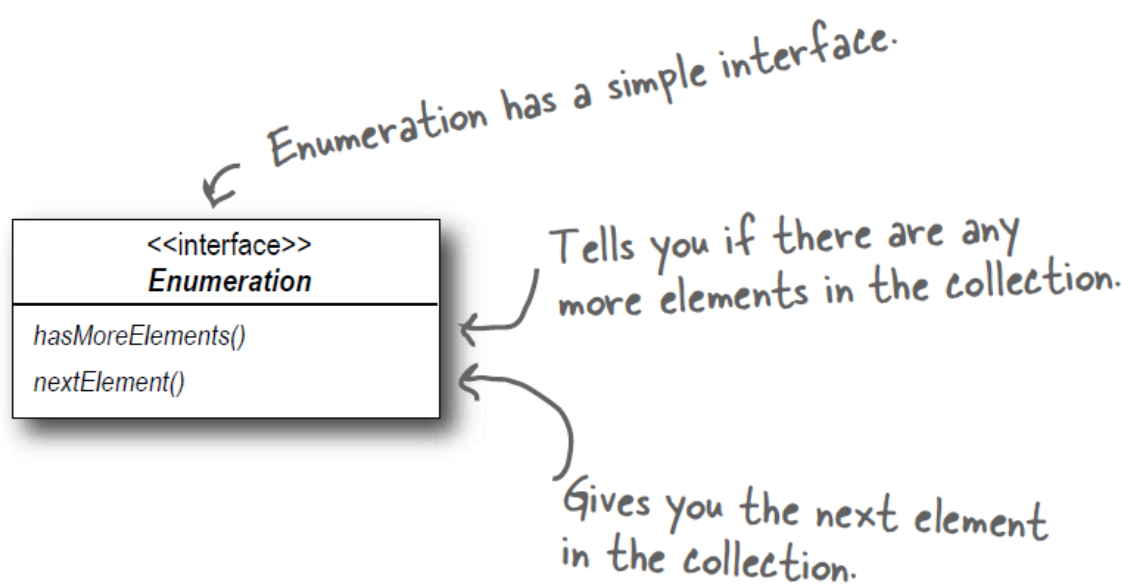 Enumeration has a simple interface.
<<interface>>
Enumeration
hasMoreElements()
nextElement()
Tells you if there are any
more elements in the collection.
Gives you the next element
in the collection.